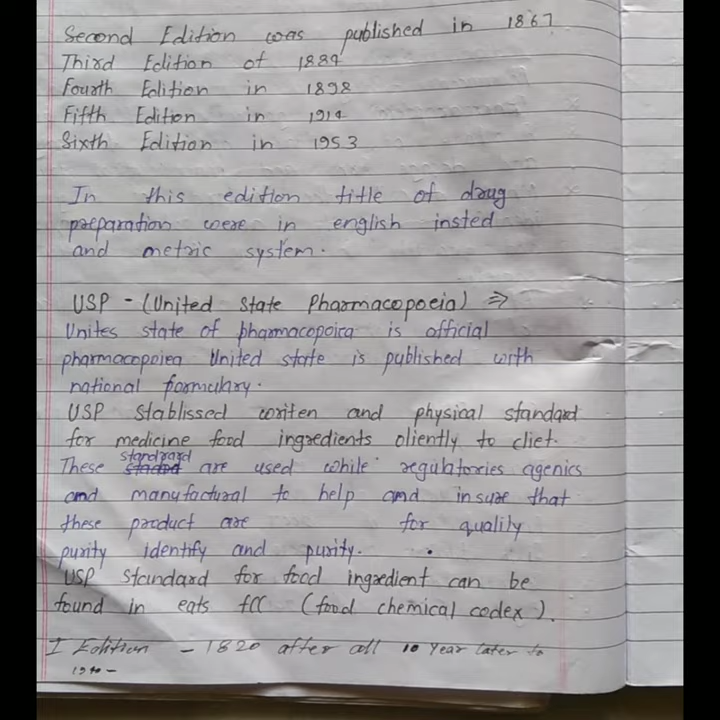 Second Edition was published in 1867
Third Edition of 1889
Fourth Edition in 1898
Fifth Edition in 1914
Sixth Edition in 1953
In this edition title of drug
preparation were in english insted
and metric system.
USP - (United State Pharmacopoeia) ⇒
Unites state of pharmacopoiea is official
pharmacopoiea United state is published with
national formulary.
USP Stablissed writen and physical standard
for medicine food ingredients oliently to cliet.
These standrard are used while regulatories agenics
and manufactural to help and insure that
these product are for quality
purity identify and purity.
USP standard for food ingredient can be
found in eats fcc (food chemical codex).
I Edition - 1820 after all 10 Year later to